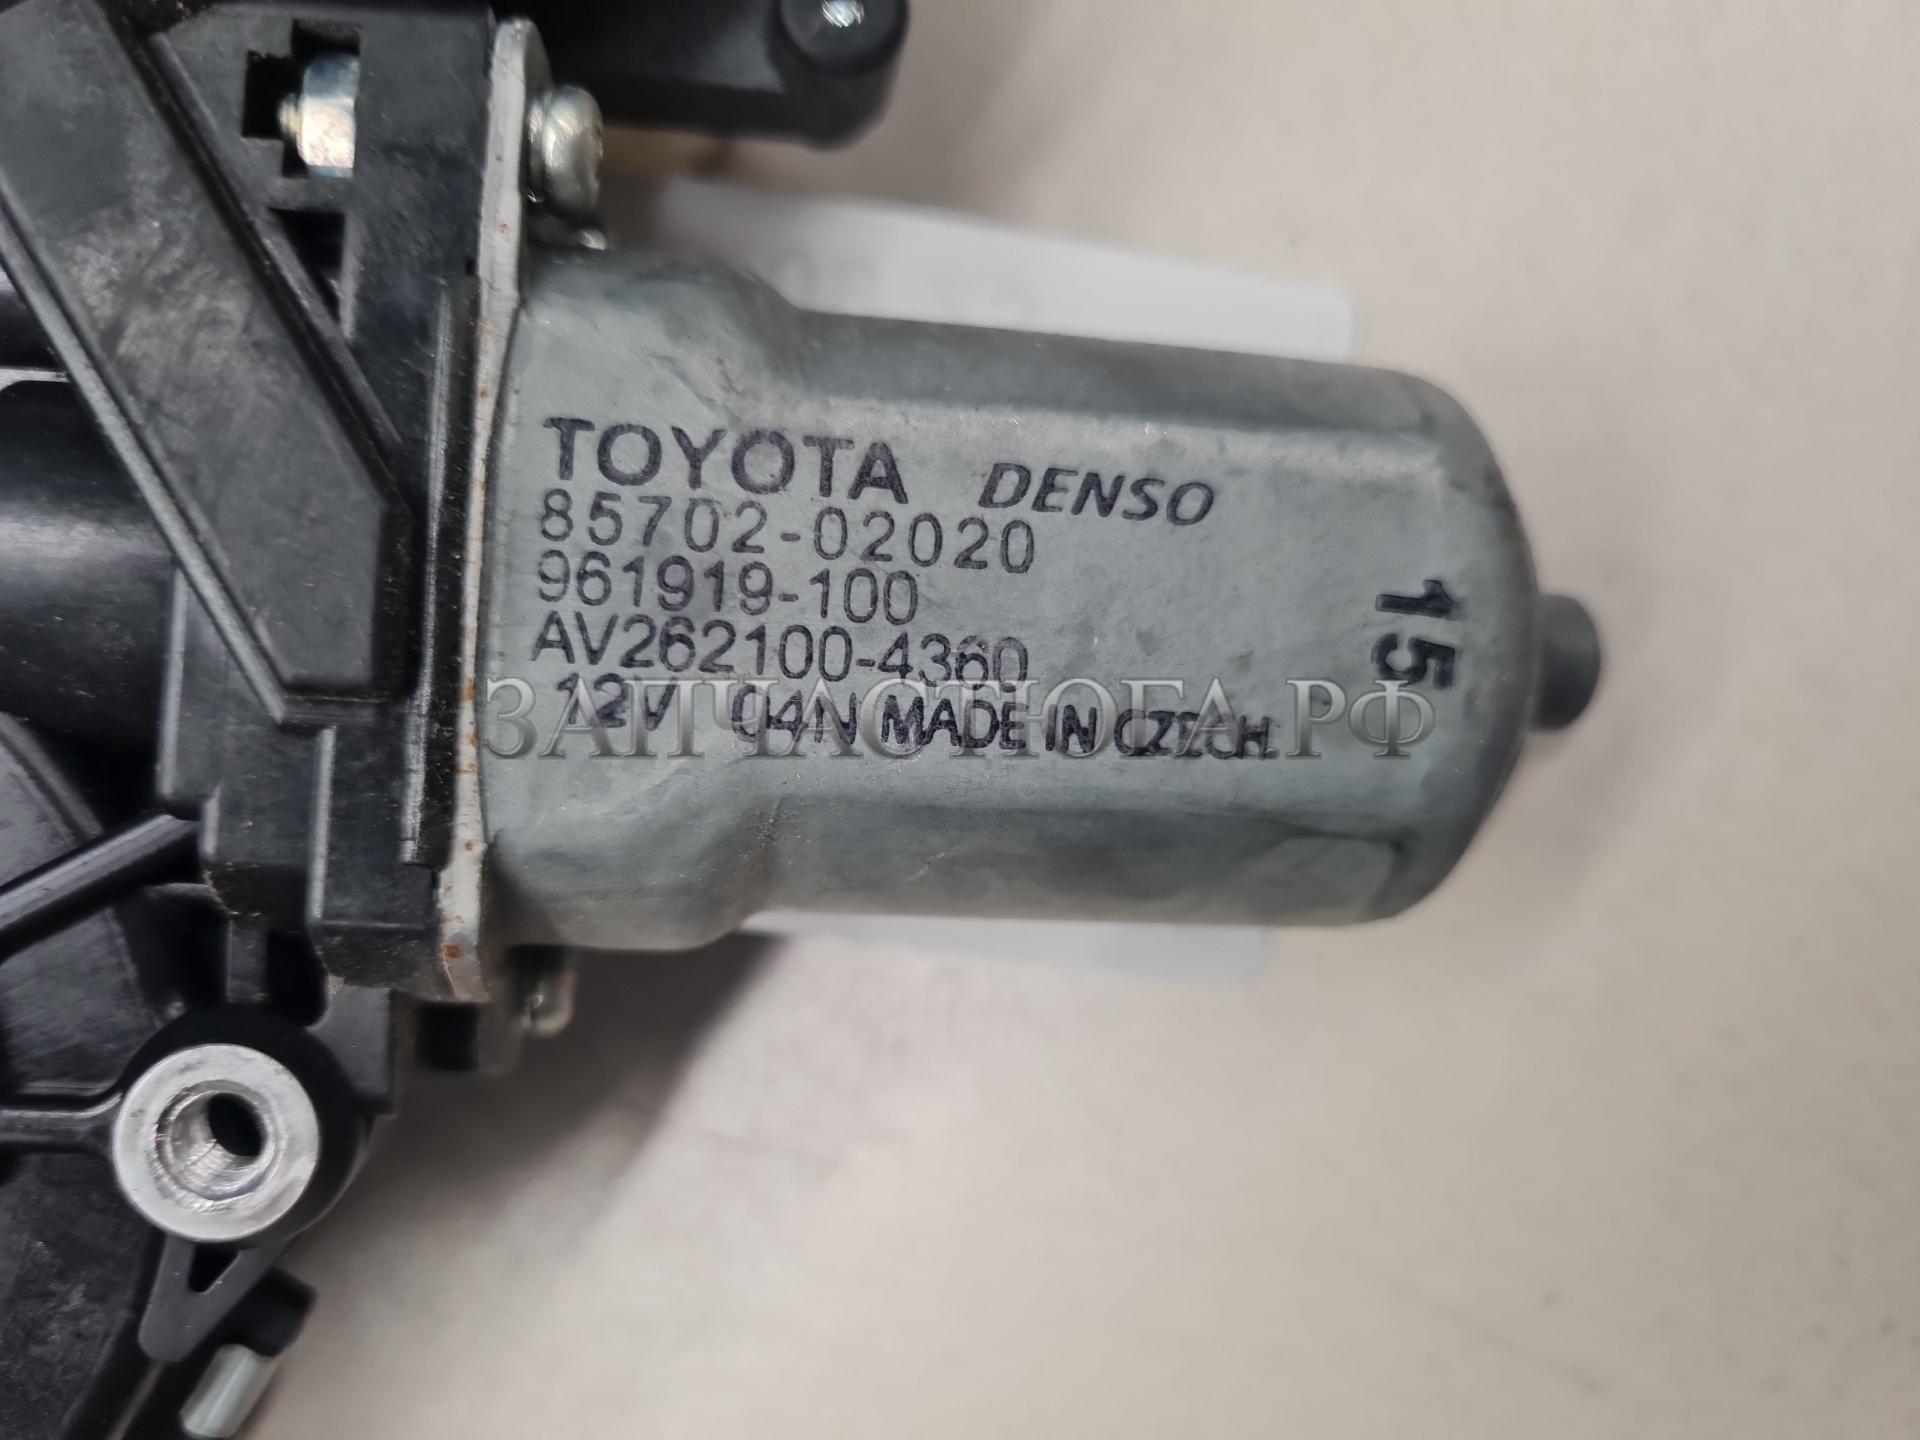 TOYOTA DENSO
85702-02020
961919-100
AV262100-4360
12V 04N MADE IN CZECH.
15
ЗАПЧАСТЮГА.РФ